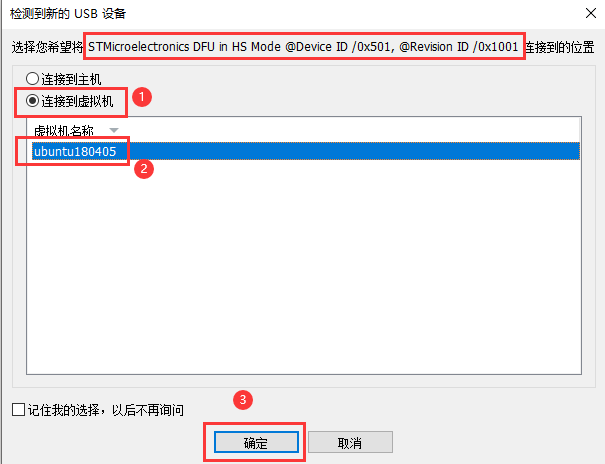 检测到新的 USB 设备
选择您希望将 STMicroelectronics DFU in HS Mode @Device ID /0x501, @Revision ID /0x1001 连接到的位置
连接到主机
连接到虚拟机
1
虚拟机名称
ubuntu180405
2
记住我的选择，以后不再询问
3
确定
取消